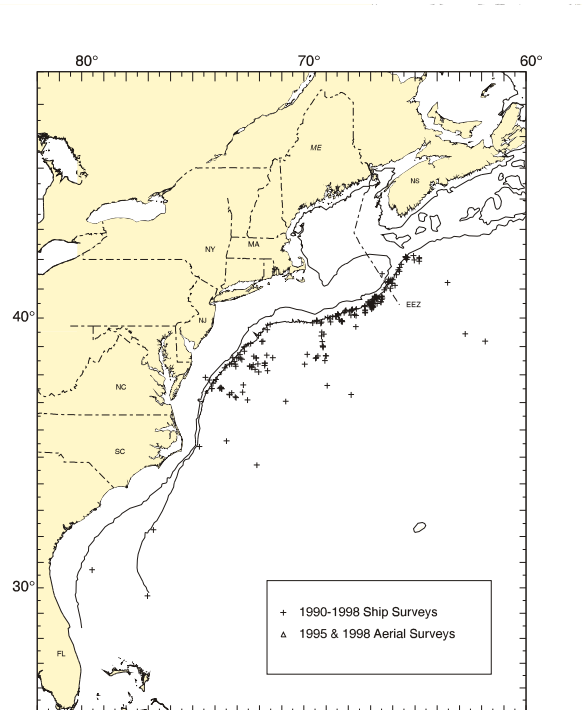 80° 70° 60°
ME
NS
NY MA
EEZ
NJ
40°
NC
SC
30°
+ 1990-1998 Ship Surveys
△ 1995 & 1998 Aerial Surveys
FL